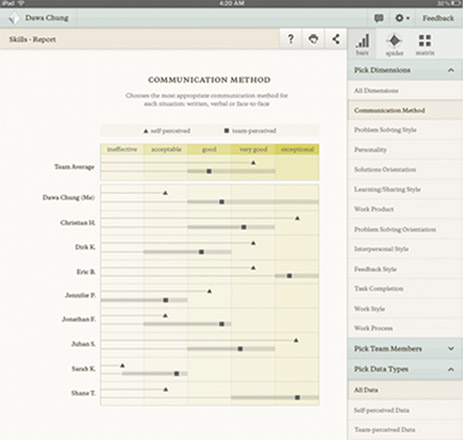 iPad
4:20 AM
32%
Dawa Chung
Feedback
Skills - Report
?
bars
spider
matrix
COMMUNICATION METHOD
Chooses the most appropriate communication method for
each situation: written, verbal or face-to-face
self-perceived
team-perceived
ineffective
acceptable
good
very good
exceptional
Team Average
Dawa Chung (Me)
Christian H.
Dirk K.
Eric B.
Jennifer P.
Jonathan F.
Julian S.
Sarah K.
Shane T.
Pick Dimensions
All Dimensions
Communication Method
Problem Solving Style
Personality
Solutions Orientation
Learning/Sharing Style
Work Product
Problem Solving Orientation
Interpersonal Style
Feedback Style
Task Completion
Work Style
Work Process
Pick Team Members
Pick Data Types
All Data
Self-perceived Data
Team-perceived Data